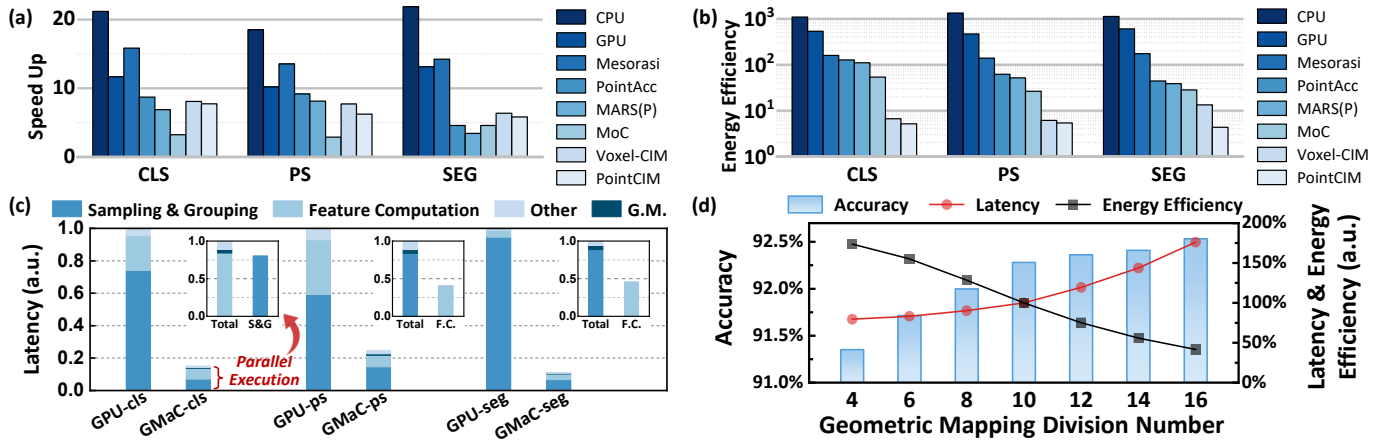 (a)
Speed Up
20
10
0
CLS
PS
SEG
CPU
GPU
Mesorasi
PointAcc
MARS(P)
MoC
Voxel-CIM
PointCIM
(b)
Energy Efficiency
10³
10²
10¹
10⁰
CLS
PS
SEG
CPU
GPU
Mesorasi
PointAcc
MARS(P)
MoC
Voxel-CIM
PointCIM
(c)
Sampling & Grouping
Feature Computation
Other
G.M.
Latency (a.u.)
1.0
0.8
0.6
0.4
0.2
0.0
1.0
0.5
0.0
Total
S&G
1.0
0.5
0.0
Total
F.C.
1.0
0.5
0.0
Total
F.C.
Parallel
Execution
GPU-cls
GMaC-cls
GPU-ps
GMaC-ps
GPU-seg
GMaC-seg
(d)
Accuracy
Latency
Energy Efficiency
Accuracy
92.5%
92.0%
91.5%
91.0%
200%
150%
100%
50%
0%
Latency & Energy
Efficiency (a.u.)
4
6
8
10
12
14
16
Geometric Mapping Division Number